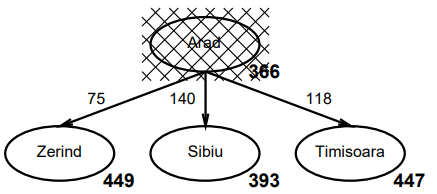 Arad
366
75 140 118
Zerind Sibiu Timisoara
449 393 447